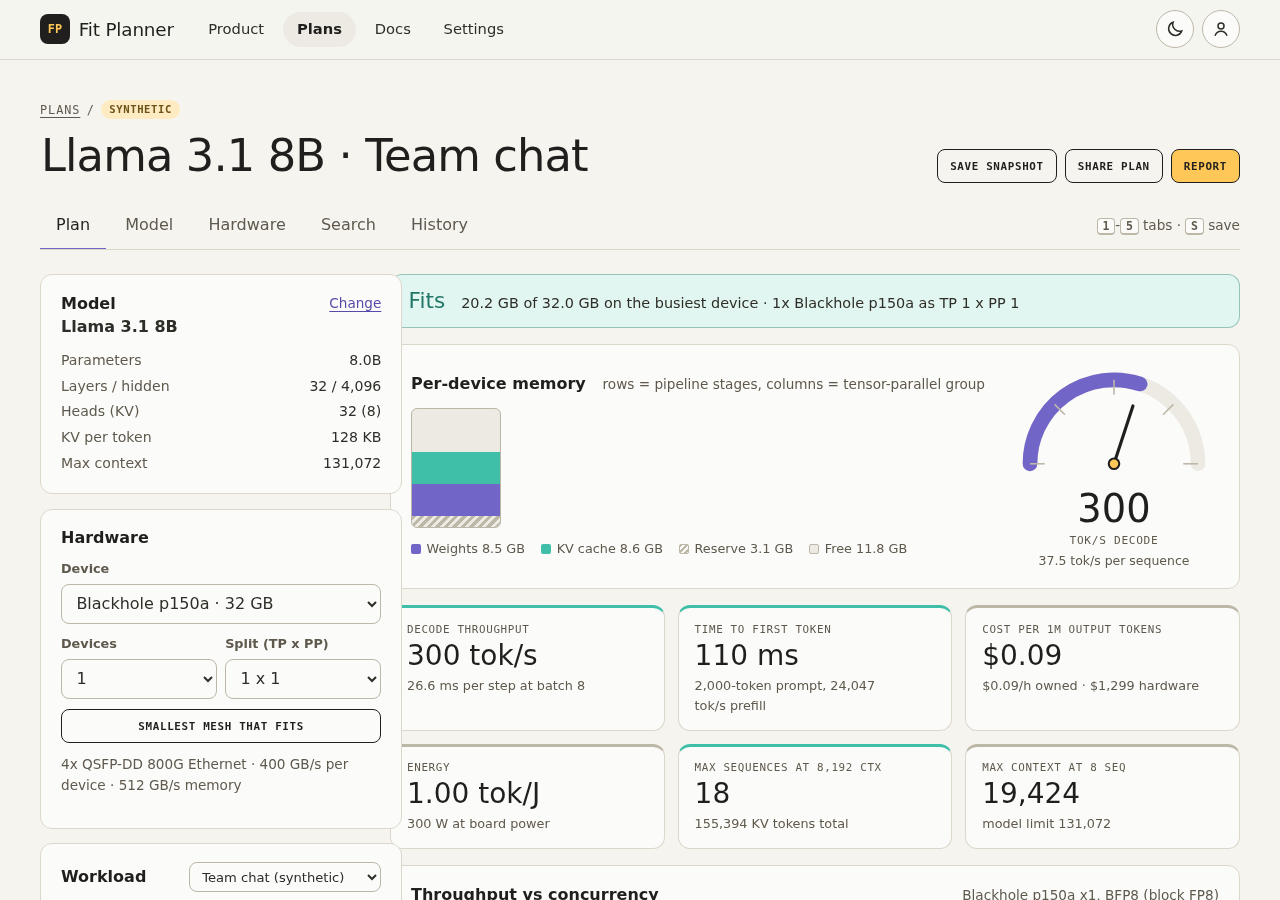 FP Fit Planner Product Plans Docs Settings
PLANS / SYNTHETIC
Llama 3.1 8B · Team chat
SAVE SNAPSHOT SHARE PLAN REPORT
Plan Model Hardware Search History
1-5 tabs · S save
Model Change
Llama 3.1 8B
Parameters 8.0B
Layers / hidden 32 / 4,096
Heads (KV) 32 (8)
KV per token 128 KB
Max context 131,072
Hardware
Device
Blackhole p150a · 32 GB
Devices Split (TP x PP)
1 1 x 1
SMALLEST MESH THAT FITS
4x QSFP-DD 800G Ethernet · 400 GB/s per
device · 512 GB/s memory
Workload Team chat (synthetic)
Fits 20.2 GB of 32.0 GB on the busiest device · 1x Blackhole p150a as TP 1 x PP 1
Per-device memory rows = pipeline stages, columns = tensor-parallel group
Weights 8.5 GB KV cache 8.6 GB Reserve 3.1 GB Free 11.8 GB
300
TOK/S DECODE
37.5 tok/s per sequence
DECODE THROUGHPUT
300 tok/s
26.6 ms per step at batch 8
TIME TO FIRST TOKEN
110 ms
2,000-token prompt, 24,047
tok/s prefill
COST PER 1M OUTPUT TOKENS
$0.09
$0.09/h owned · $1,299 hardware
ENERGY
1.00 tok/J
300 W at board power
MAX SEQUENCES AT 8,192 CTX
18
155,394 KV tokens total
MAX CONTEXT AT 8 SEQ
19,424
model limit 131,072
Throughput vs concurrency Blackhole p150a x1, BFP8 (block FP8)